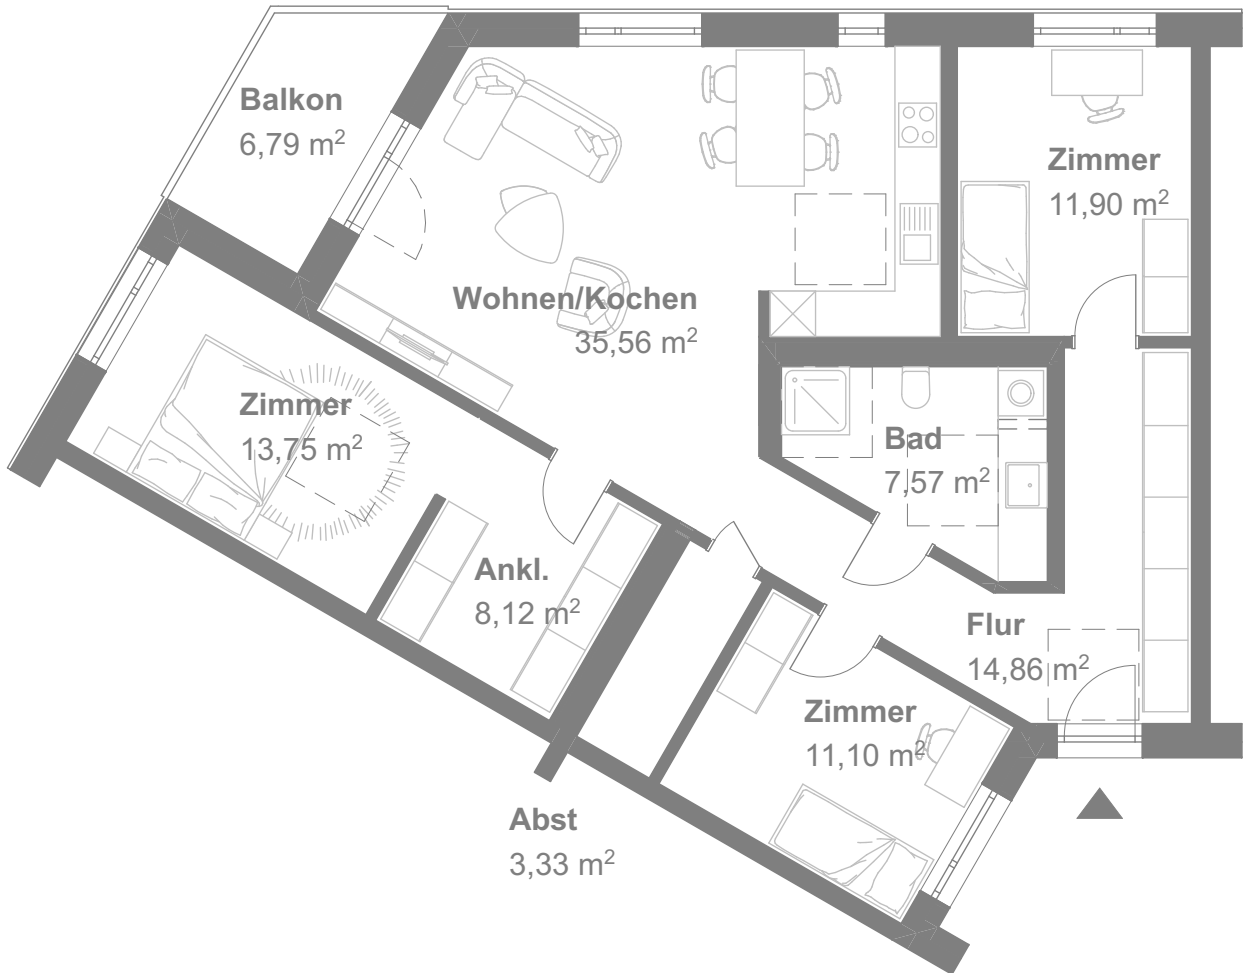 Balkon
6,79 m²
Zimmer
11,90 m²
Wohnen/Kochen
35,56 m²
Zimmer
13,75 m²
Bad
7,57 m²
Ankl.
8,12 m²
Flur
14,86 m²
Zimmer
11,10 m²
Abst
3,33 m²